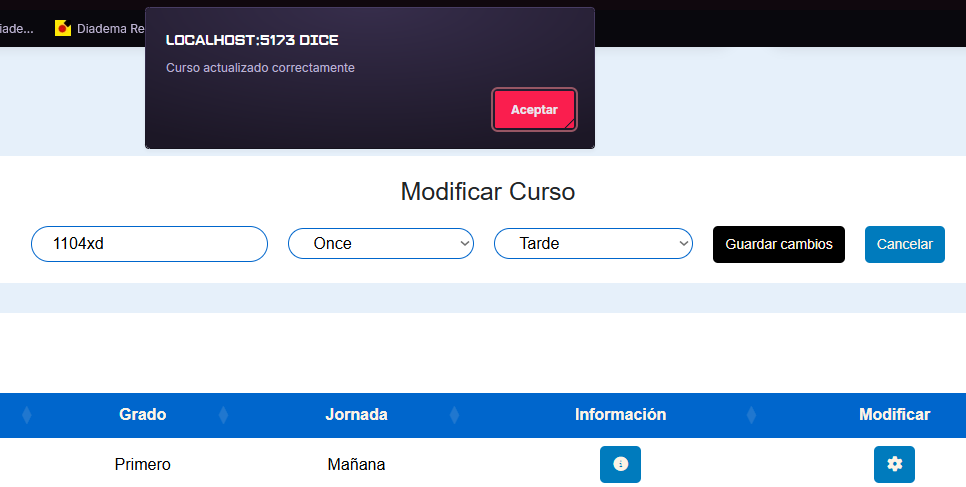 iade...
Diadema Re
LOCALHOST:5173 DICE
Curso actualizado correctamente
Aceptar
Modificar Curso
1104xd
Once
Tarde
Guardar cambios
Cancelar
Grado
Jornada
Información
Modificar
Primero
Mañana